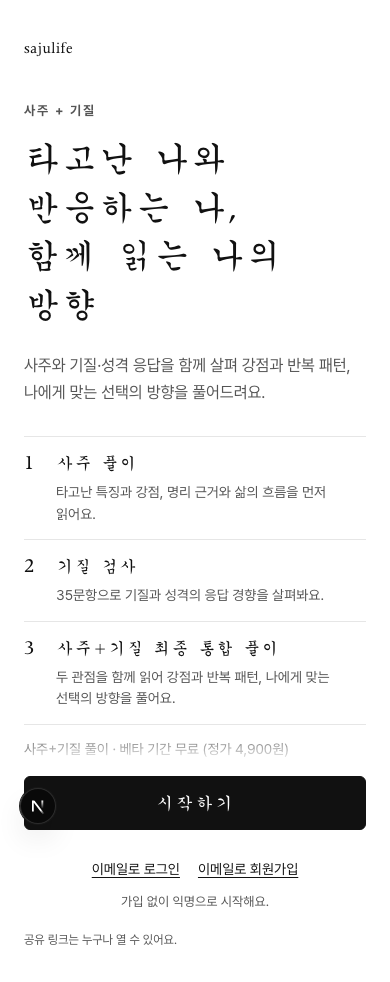 sajulife
사주 + 기질
타고난 나와
반응하는 나,
함께 읽는 나의
방향
사주와 기질·성격 응답을 함께 살펴 강점과 반복 패턴,
나에게 맞는 선택의 방향을 풀어드려요.
1 사주 풀이
타고난 특징과 강점, 명리 근거와 삶의 흐름을 먼저
읽어요.
2 기질 검사
35문항으로 기질과 성격의 응답 경향을 살펴봐요.
3 사주+기질 최종 통합 풀이
두 관점을 함께 읽어 강점과 반복 패턴, 나에게 맞는
선택의 방향을 풀어요.
사주+기질 풀이 · 베타 기간 무료 (정가 4,900원)
N 시작하기
이메일로 로그인 이메일로 회원가입
가입 없이 익명으로 시작해요.
공유 링크는 누구나 열 수 있어요.